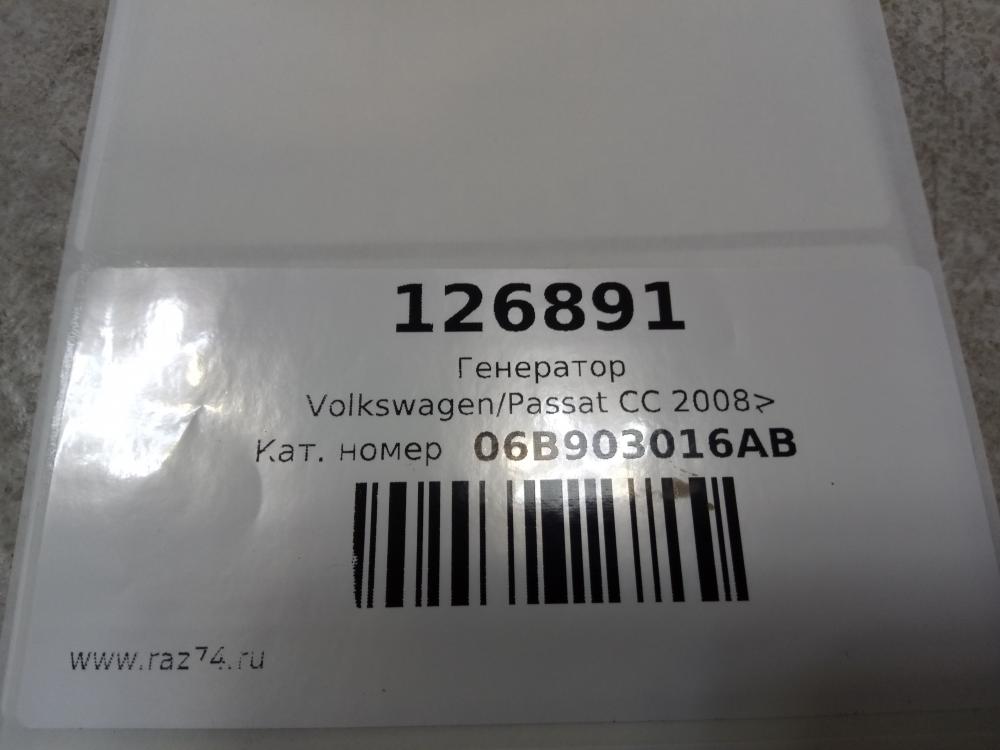 126891
Генератор
Volkswagen/Passat CC 2008>
Кат. номер 06B903016AB
www.raz74.ru